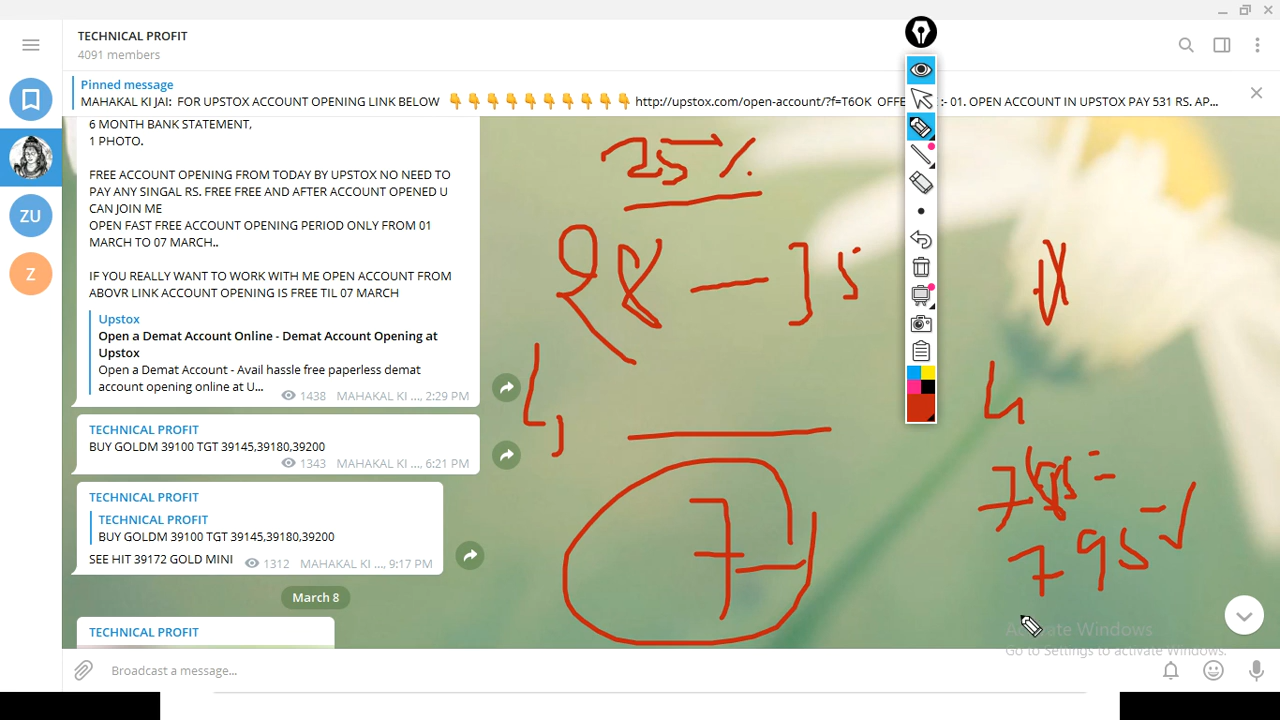 TECHNICAL PROFIT
4091 members
Pinned message
MAHAKAL KI JAI: FOR UPSTOX ACCOUNT OPENING LINK BELOW 👇👇👇👇👇👇👇👇👇👇 http://upstox.com/open-account/?f=T6OK OFFE :- 01. OPEN ACCOUNT IN UPSTOX PAY 531 RS. AP...
6 MONTH BANK STATEMENT,
1 PHOTO.
FREE ACCOUNT OPENING FROM TODAY BY UPSTOX NO NEED TO
PAY ANY SINGAL RS. FREE FREE AND AFTER ACCOUNT OPENED U
CAN JOIN ME
OPEN FAST FREE ACCOUNT OPENING PERIOD ONLY FROM 01
MARCH TO 07 MARCH..
IF YOU REALLY WANT TO WORK WITH ME OPEN ACCOUNT FROM
ABOVR LINK ACCOUNT OPENING IS FREE TIL 07 MARCH
Upstox
Open a Demat Account Online - Demat Account Opening at
Upstox
Open a Demat Account - Avail hassle free paperless demat
account opening online at U...
1438 MAHAKAL KI ...., 2:29 PM
TECHNICAL PROFIT
BUY GOLDM 39100 TGT 39145,39180,39200
1343 MAHAKAL KI ...., 6:21 PM
TECHNICAL PROFIT
TECHNICAL PROFIT
BUY GOLDM 39100 TGT 39145,39180,39200
SEE HIT 39172 GOLD MINI 1312 MAHAKAL KI ...., 9:17 PM
March 8
TECHNICAL PROFIT
Broadcast a message...
ZU
Z
25%
7
795
Activate Windows
Go to Settings to activate Windows.